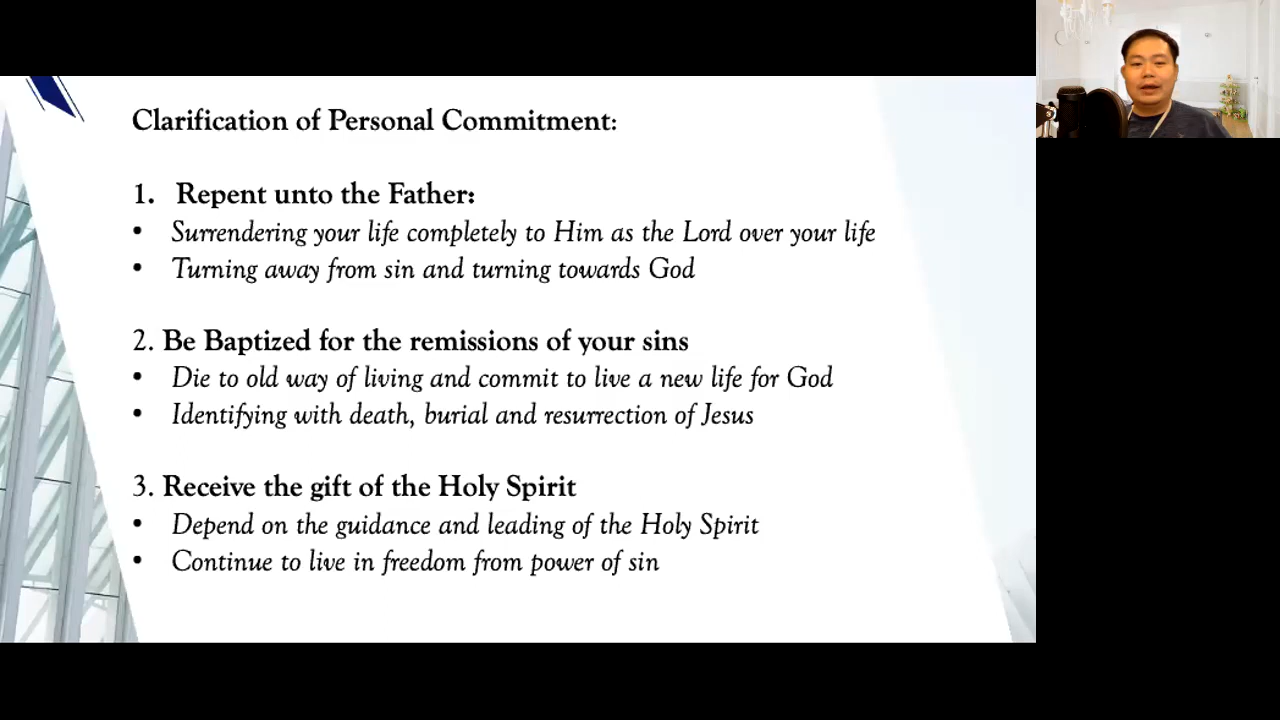 Clarification of Personal Commitment:
1. Repent unto the Father:
• Surrendering your life completely to Him as the Lord over your life
• Turning away from sin and turning towards God
2. Be Baptized for the remissions of your sins
• Die to old way of living and commit to live a new life for God
• Identifying with death, burial and resurrection of Jesus
3. Receive the gift of the Holy Spirit
• Depend on the guidance and leading of the Holy Spirit
• Continue to live in freedom from power of sin